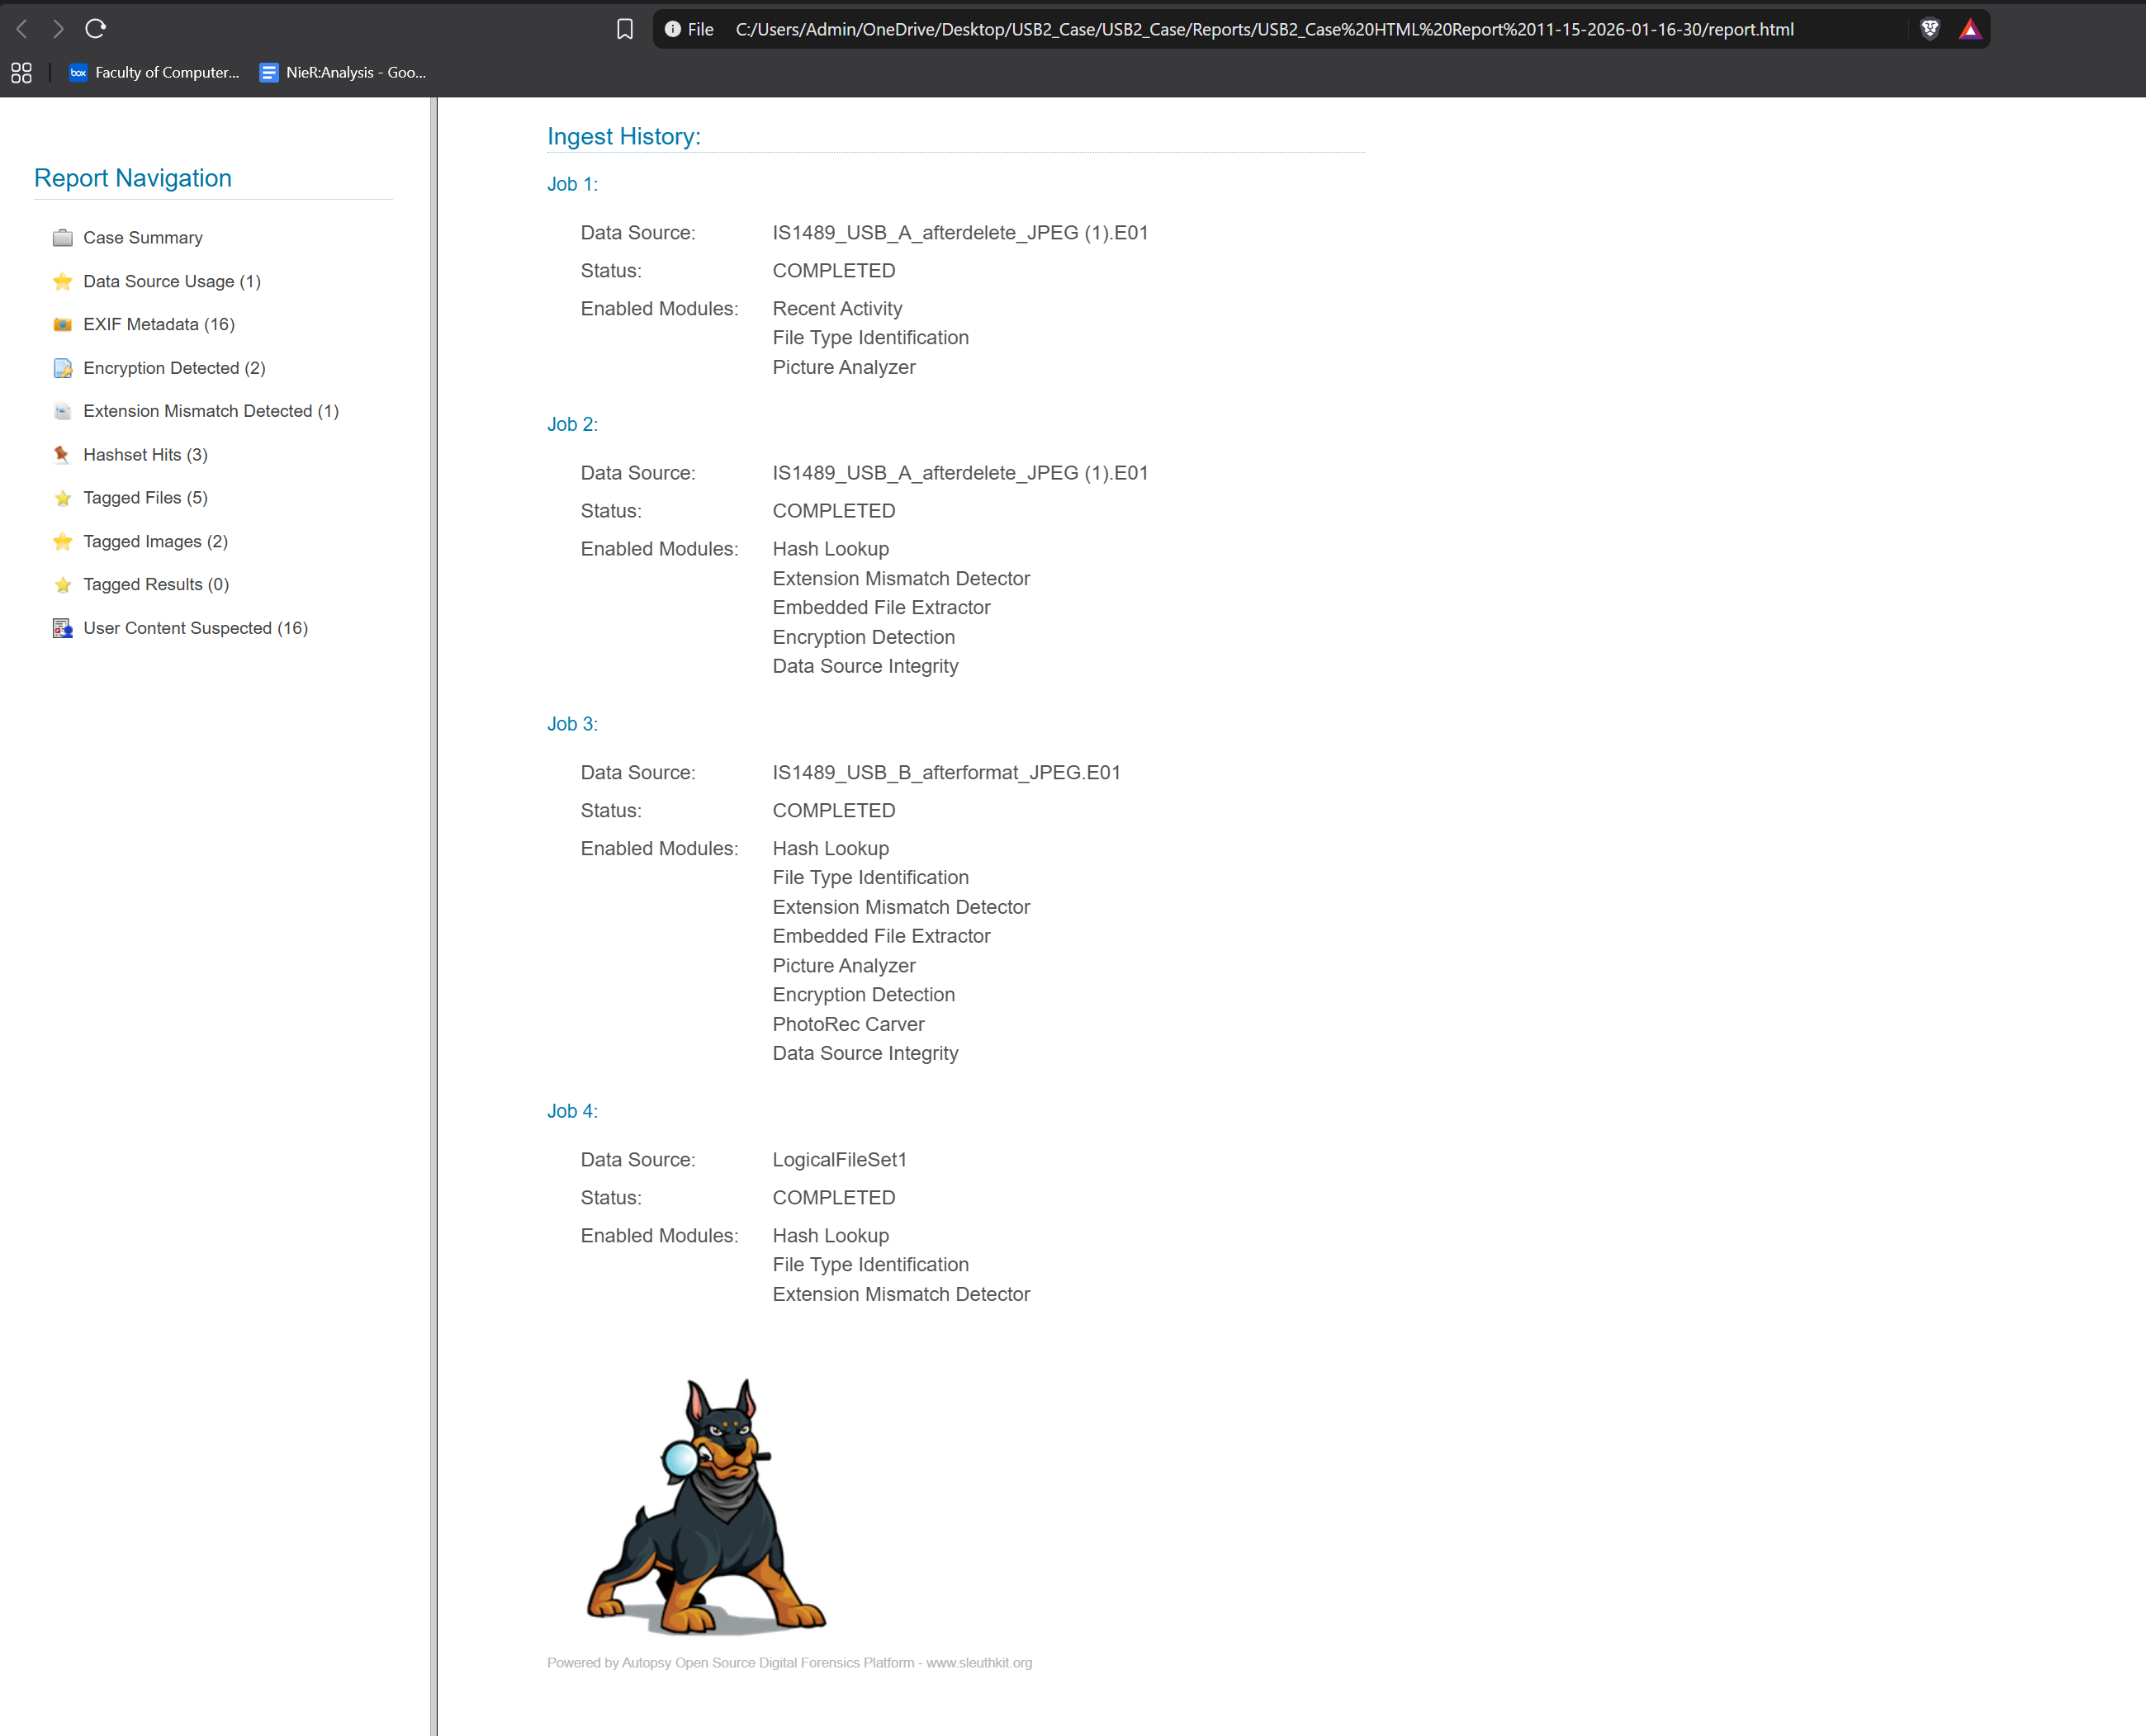 File C:/Users/Admin/OneDrive/Desktop/USB2_Case/USB2_Case/Reports/USB2_Case%20HTML%20Report%2011-15-2026-01-16-30/report.html
box Faculty of Computer... NieR:Analysis - Goo...
Report Navigation
Case Summary
Data Source Usage (1)
EXIF Metadata (16)
Encryption Detected (2)
Extension Mismatch Detected (1)
Hashset Hits (3)
Tagged Files (5)
Tagged Images (2)
Tagged Results (0)
User Content Suspected (16)
Ingest History:
Job 1:
Data Source: IS1489_USB_A_afterdelete_JPEG (1).E01
Status: COMPLETED
Enabled Modules: Recent Activity
File Type Identification
Picture Analyzer
Job 2:
Data Source: IS1489_USB_A_afterdelete_JPEG (1).E01
Status: COMPLETED
Enabled Modules: Hash Lookup
Extension Mismatch Detector
Embedded File Extractor
Encryption Detection
Data Source Integrity
Job 3:
Data Source: IS1489_USB_B_afterformat_JPEG.E01
Status: COMPLETED
Enabled Modules: Hash Lookup
File Type Identification
Extension Mismatch Detector
Embedded File Extractor
Picture Analyzer
Encryption Detection
PhotoRec Carver
Data Source Integrity
Job 4:
Data Source: LogicalFileSet1
Status: COMPLETED
Enabled Modules: Hash Lookup
File Type Identification
Extension Mismatch Detector
Powered by Autopsy Open Source Digital Forensics Platform - www.sleuthkit.org